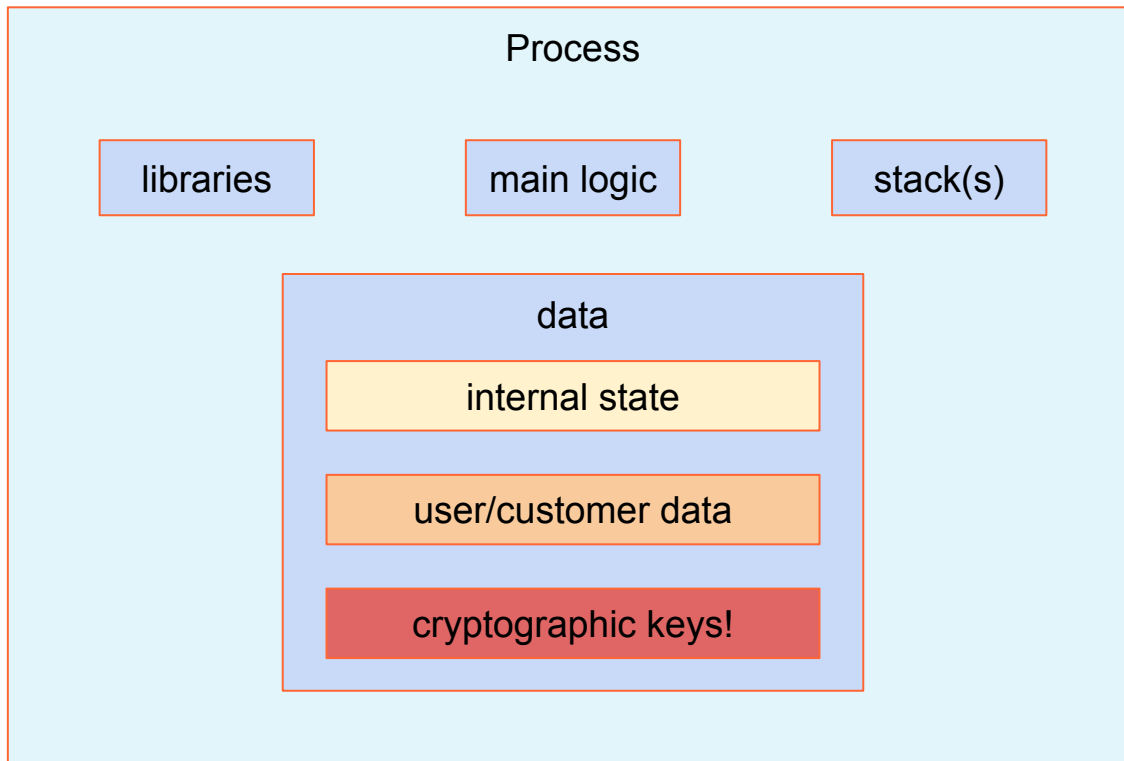 Process
libraries
main logic
stack(s)
data
internal state
user/customer data
cryptographic keys!